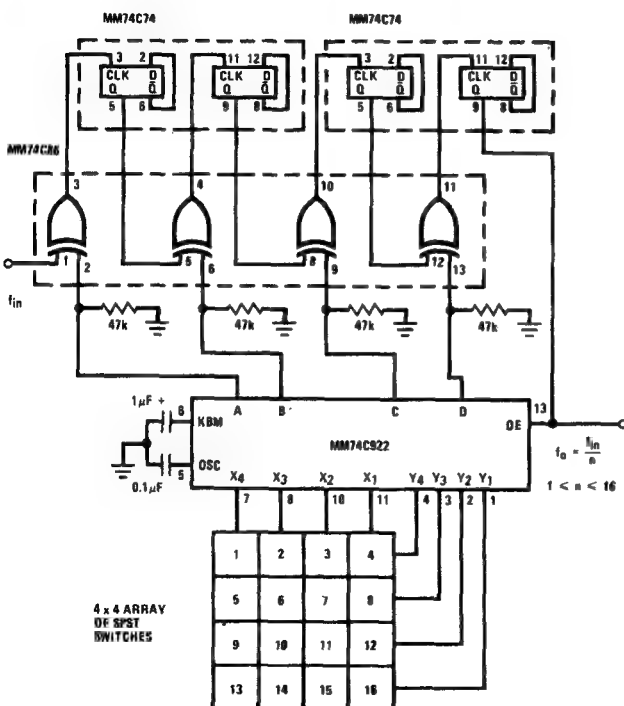 MM74C74 MM74C74
3 2 11 12 3 2 11 12
CLK D CLK D CLK D CLK D
Q Q̅ Q Q̅ Q Q̅ Q Q̅
5 6 9 8 5 6 9 8
MM74C86
3 4 10 11
1 2 5 6 8 9 12 13
fin
47k 47k 47k 47k
A B C D
1µF + 6 KBM
MM74C922
OE 13
0.1µF 5 OSC
fo = fin/n
1 < n < 16
X4 X3 X2 X1 Y4 Y3 Y2 Y1
7 8 10 11 4 3 2 1
1 2 3 4
5 6 7 8
9 10 11 12
13 14 15 16
4 x 4 ARRAY
OF SPST
SWITCHES